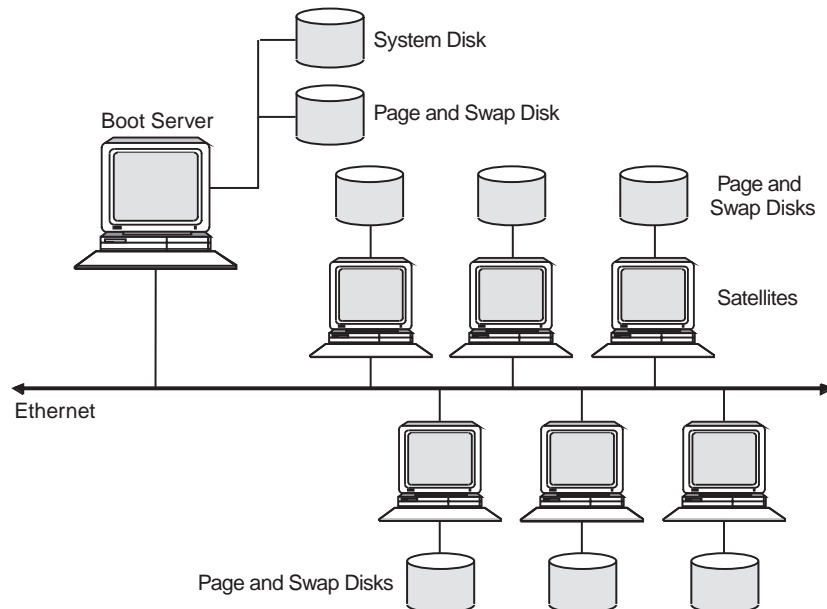 System Disk
Page and Swap Disk
Boot Server
Page and
Swap Disks
Satellites
Ethernet
Page and Swap Disks